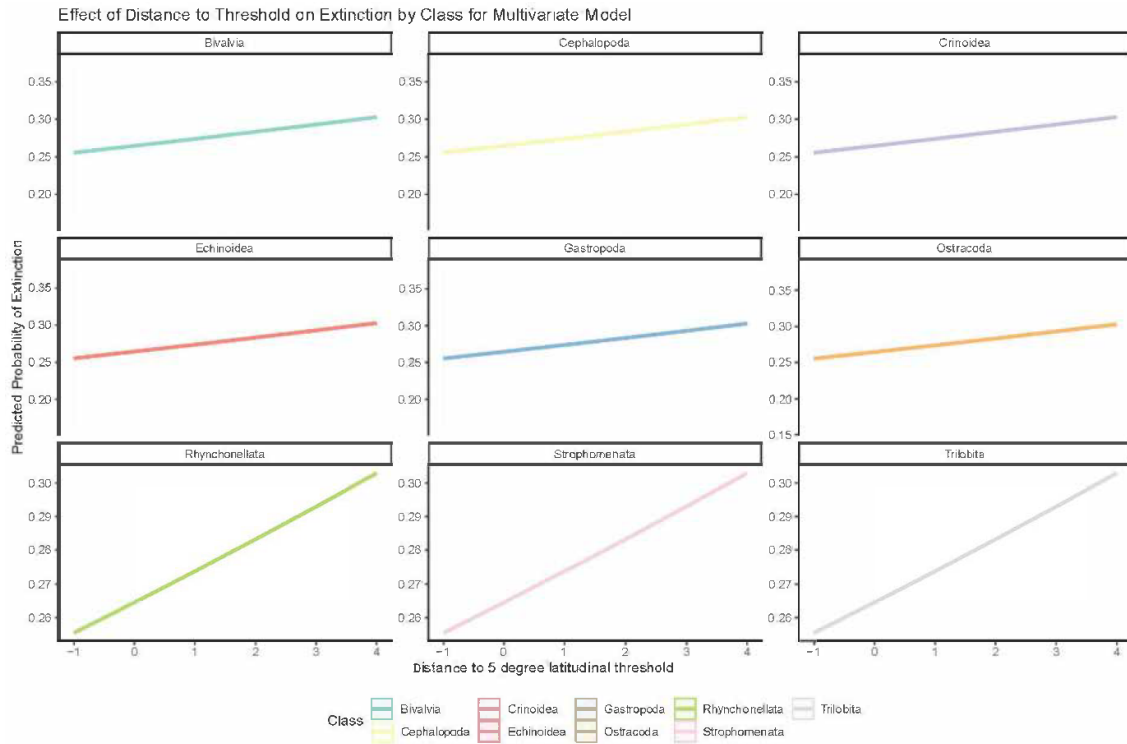 Effect of Distance to Threshold on Extinction by Class for Multivariate Model
Bivalvia Cephalopoda Crinoidea
0.35 0.35 0.35
0.30 0.30 0.30
0.25 0.25 0.25
0.20 0.20 0.20
Echinoidea Gastropoda Ostracoda
0.35 0.35 0.35
0.30 0.30 0.30
0.25 0.25 0.25
0.20 0.20 0.20
0.15
Predicted Probability of Extinction
Rhynchonellata Strophomenata Trilobita
0.30 0.30 0.30
0.29 0.29 0.29
0.28 0.28 0.28
0.27 0.27 0.27
0.26 0.26 0.26
−1 0 1 2 3 4 −1 0 1 2 3 4 −1 0 1 2 3 4
Distance to 5 degree latitudinal threshold
Class
Bivalvia Crinoidea Gastropoda Rhynchonellata Trilobita
Cephalopoda Echinoidea Ostracoda Strophomenata